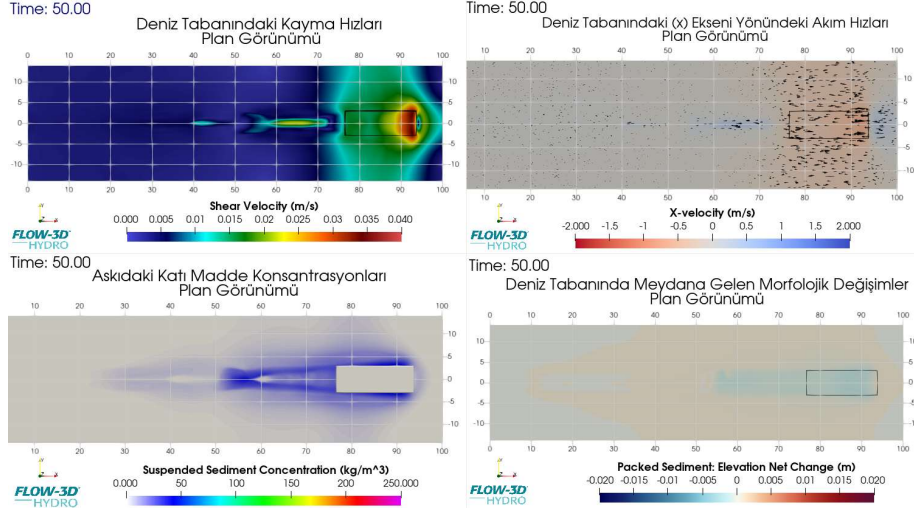 Time: 50.00
Deniz Tabanındaki Kayma Hızları
Plan Görünümü
0 10 20 30 40 50 60 70 80 90 100
10
5
0
-5
-10
0 10 20 30 40 50 60 70 80 90 100
Shear Velocity (m/s)
0.000 0.005 0.01 0.015 0.020 0.025 0.03 0.035 0.040
FLOW-3D
HYDRO
Time: 50.00
Deniz Tabanındaki (x) Ekseni Yönündeki Akım Hızları
Plan Görünümü
10 20 30 40 50 60 70 80 90 100
10
5
0
-5
-10
10 20 30 40 50 60 70 80 90 100
X-velocity (m/s)
-2.000 -1.5 -1 -0.5 0 0.5 1 1.5 2.000
FLOW-3D
HYDRO
Time: 50.00
Askıdaki Katı Madde Konsantrasyonları
Plan Görünümü
10 20 30 40 50 60 70 80 90 100
10
5
0
-5
-10
10 20 30 40 50 60 70 80 90 100
Suspended Sediment Concentration (kg/m^3)
0.000 50 100 150 200 250.000
FLOW-3D
HYDRO
Time: 50.00
Deniz Tabanında Meydana Gelen Morfolojik Değişimler
Plan Görünümü
0 10 20 30 40 50 60 70 80 90 100
10
5
0
-5
-10
0 10 20 30 40 50 60 70 80 90 100
Packed Sediment: Elevation Net Change (m)
-0.020 -0.015 -0.01 -0.005 0 0.005 0.01 0.015 0.020
FLOW-3D
HYDRO